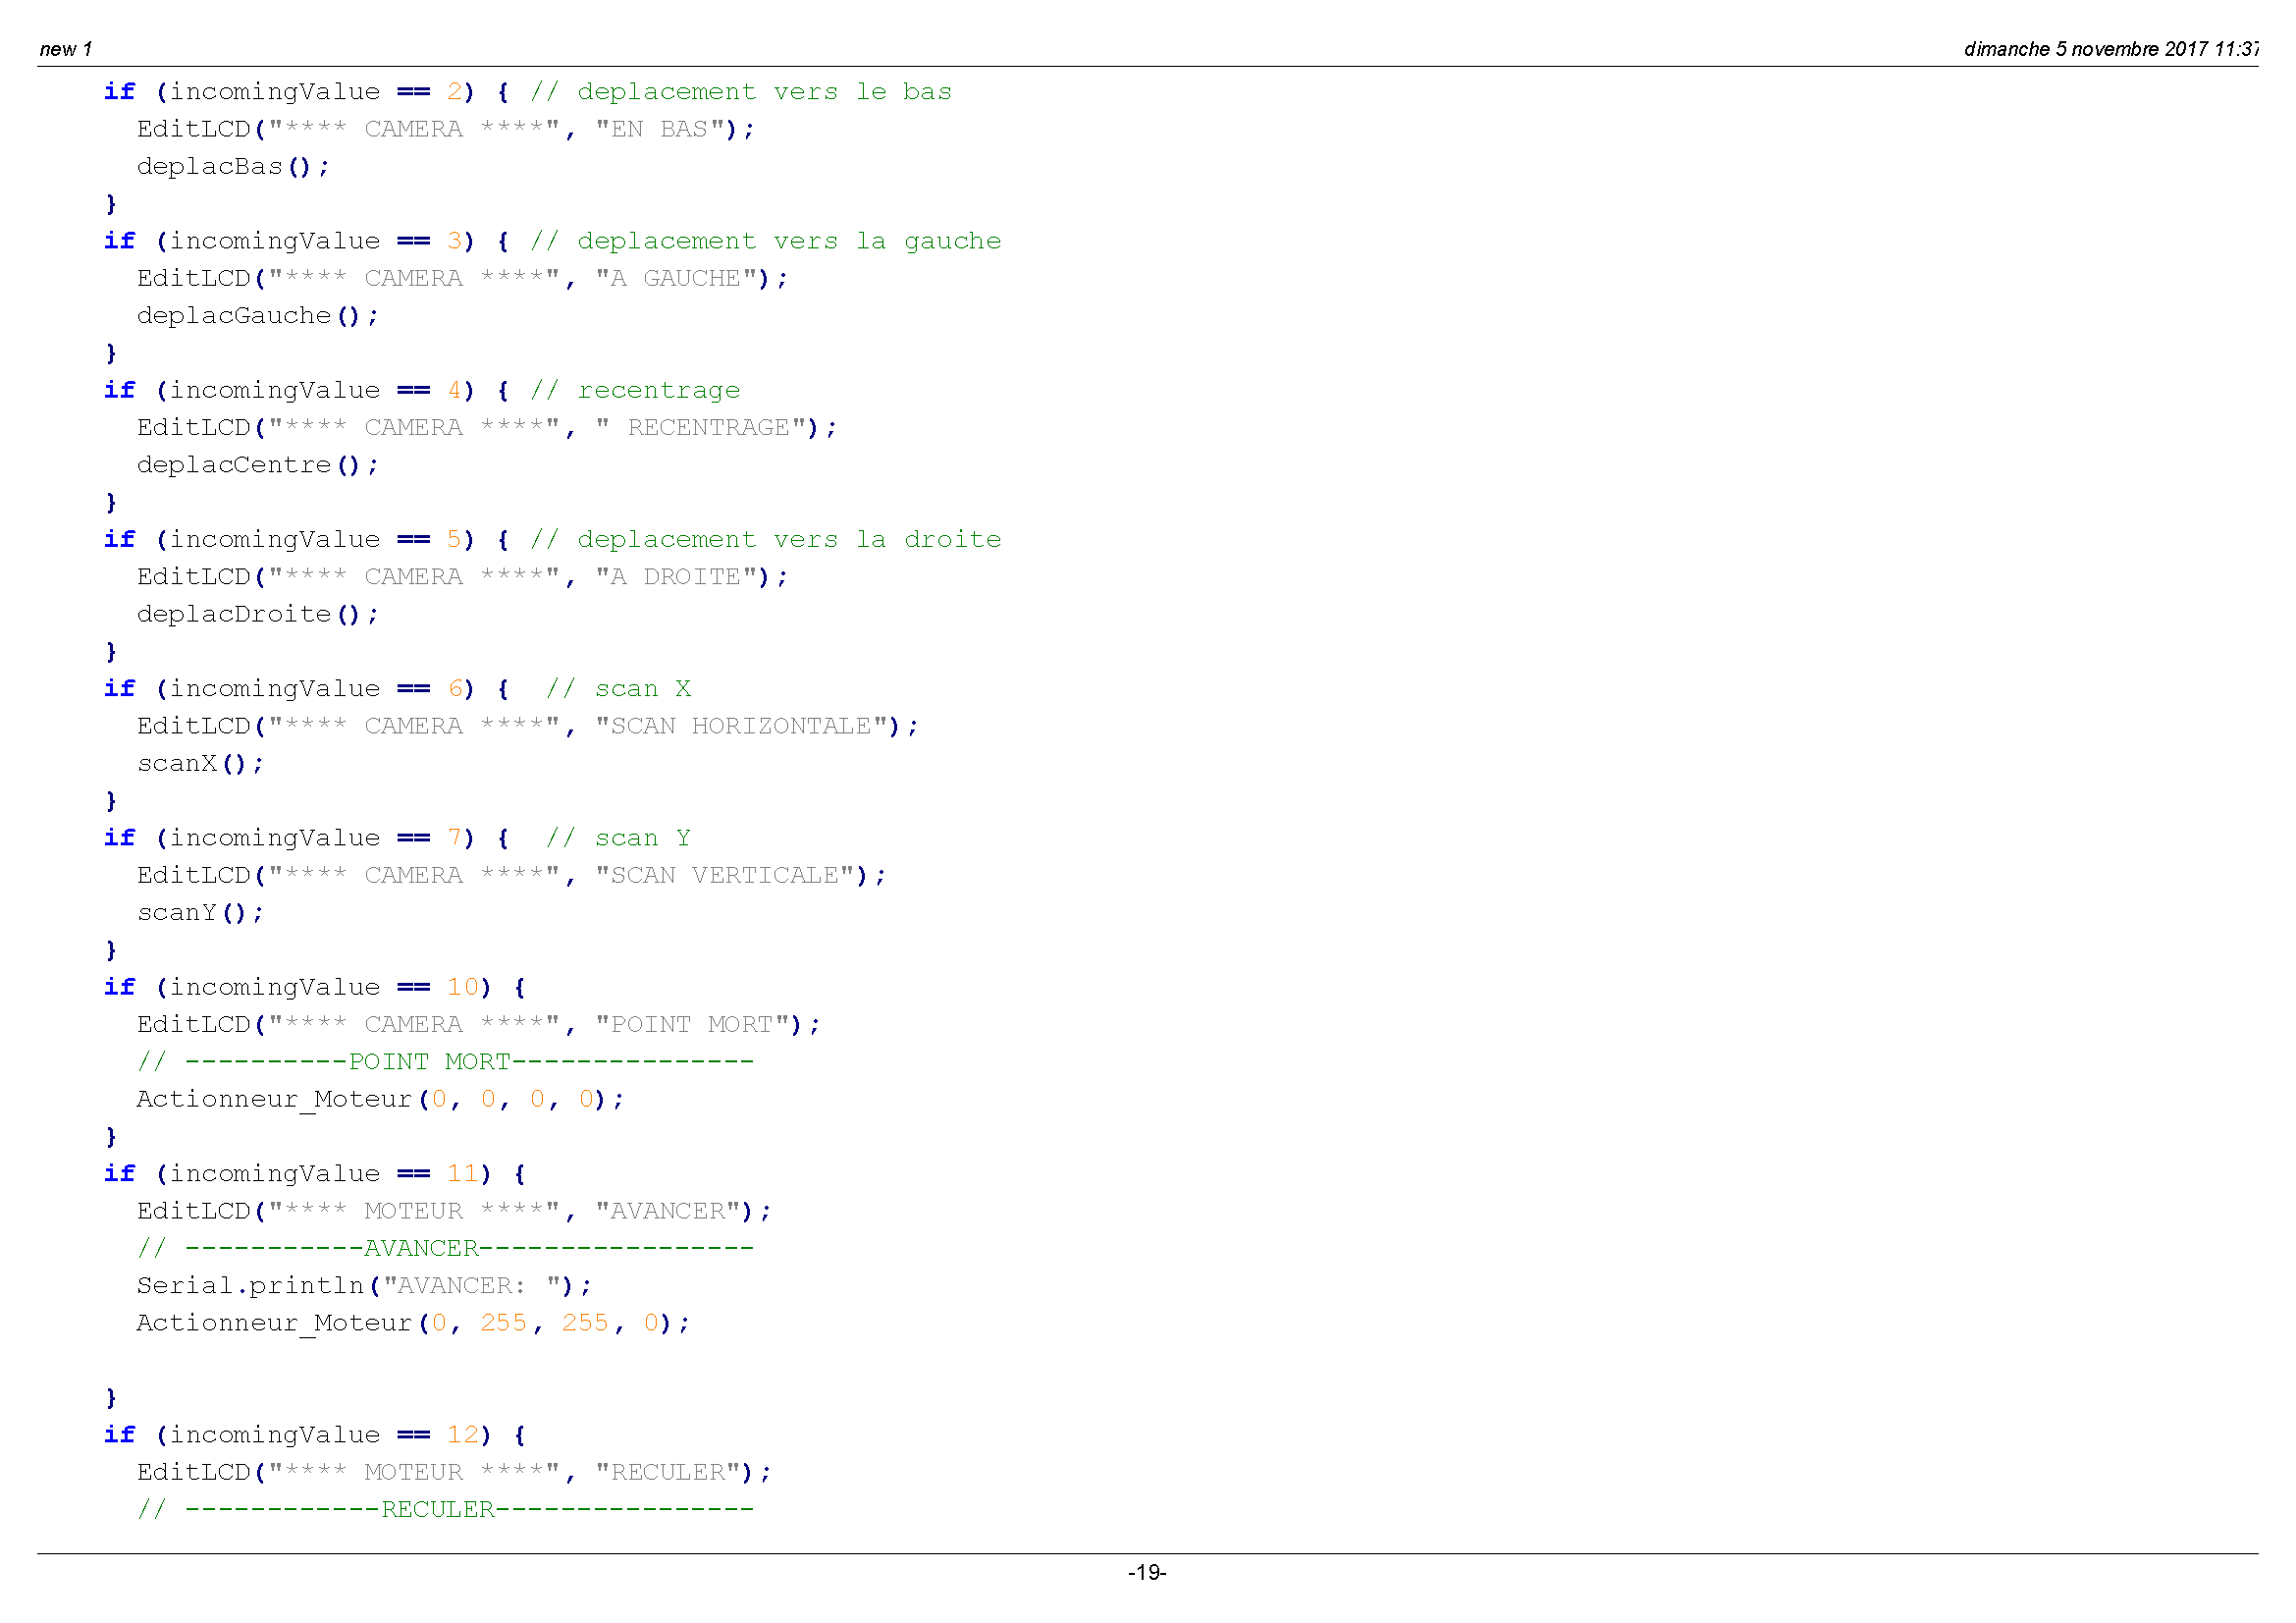 new 1
dimanche 5 novembre 2017 11:37
if (incomingValue == 2) { // deplacement vers le bas
EditLCD("**** CAMERA ****", "EN BAS");
deplacBas();
}
if (incomingValue == 3) { // deplacement vers la gauche
EditLCD("**** CAMERA ****", "A GAUCHE");
deplacGauche();
}
if (incomingValue == 4) { // recentrage
EditLCD("**** CAMERA ****", " RECENTRAGE");
deplacCentre();
}
if (incomingValue == 5) { // deplacement vers la droite
EditLCD("**** CAMERA ****", "A DROITE");
deplacDroite();
}
if (incomingValue == 6) {  // scan X
EditLCD("**** CAMERA ****", "SCAN HORIZONTALE");
scanX();
}
if (incomingValue == 7) {  // scan Y
EditLCD("**** CAMERA ****", "SCAN VERTICALE");
scanY();
}
if (incomingValue == 10) {
EditLCD("**** CAMERA ****", "POINT MORT");
// ----------POINT MORT---------------
Actionneur_Moteur(0, 0, 0, 0);
}
if (incomingValue == 11) {
EditLCD("**** MOTEUR ****", "AVANCER");
// -----------AVANCER-----------------
Serial.println("AVANCER: ");
Actionneur_Moteur(0, 255, 255, 0);
}
if (incomingValue == 12) {
EditLCD("**** MOTEUR ****", "RECULER");
// ------------RECULER----------------
-19-